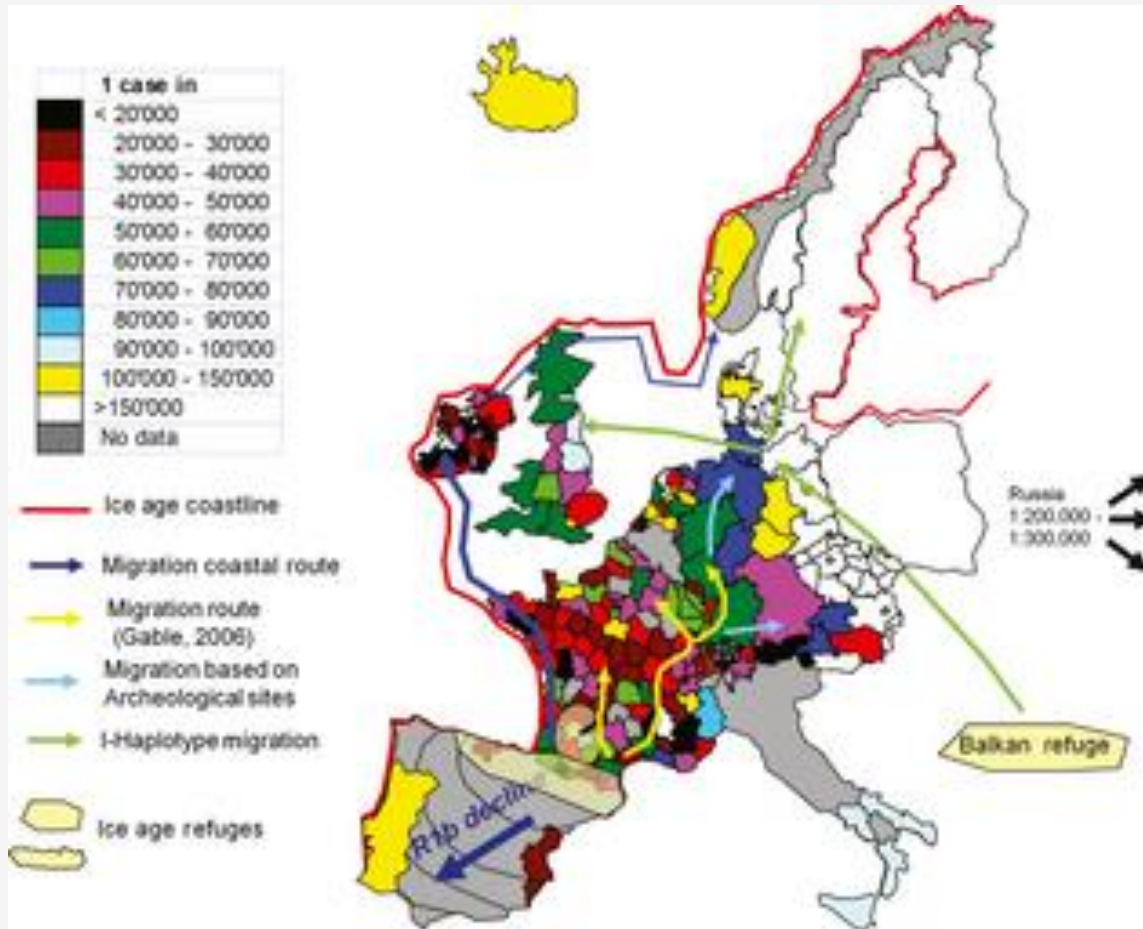 1 case in
< 20'000
20'000 - 30'000
30'000 - 40'000
40'000 - 50'000
50'000 - 60'000
60'000 - 70'000
70'000 - 80'000
80'000 - 90'000
90'000 - 100'000
100'000 - 150'000
>150'000
No data
Ice age coastline
Migration coastal route
Migration route
(Gable, 2006)
Migration based on
Archeological sites
I-Haplotype migration
Ice age refuges
Russia
1:200.000 -
1:300.000
Balkan refuge
R1b declin